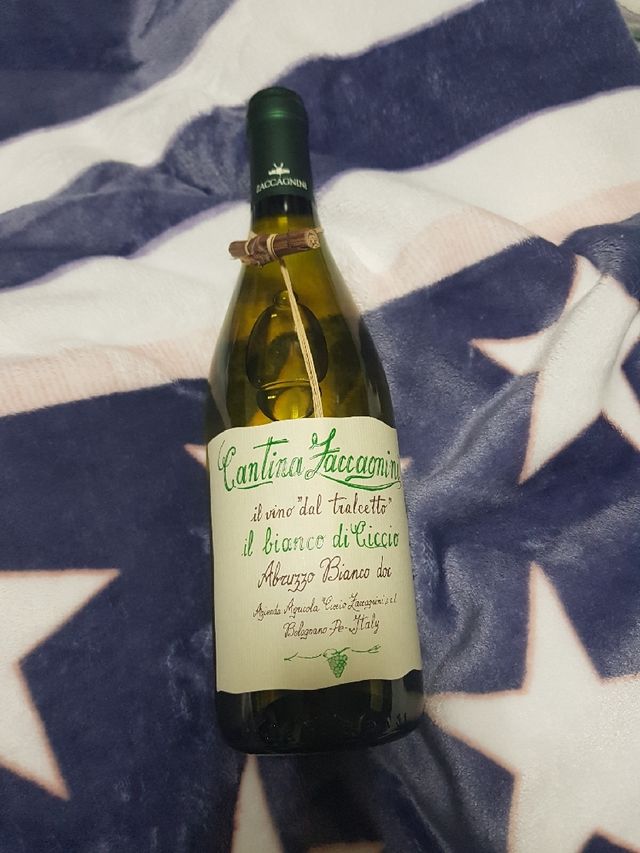 ZACCAGNINI
Cantina Zaccagnini
il vino "dal tralcetto"
il bianco di Ciccio
Abruzzo Bianco doc
Azienda Agricola "Ciccio Zaccagnini" s.r.l.
Bolognano-Pe-Italy